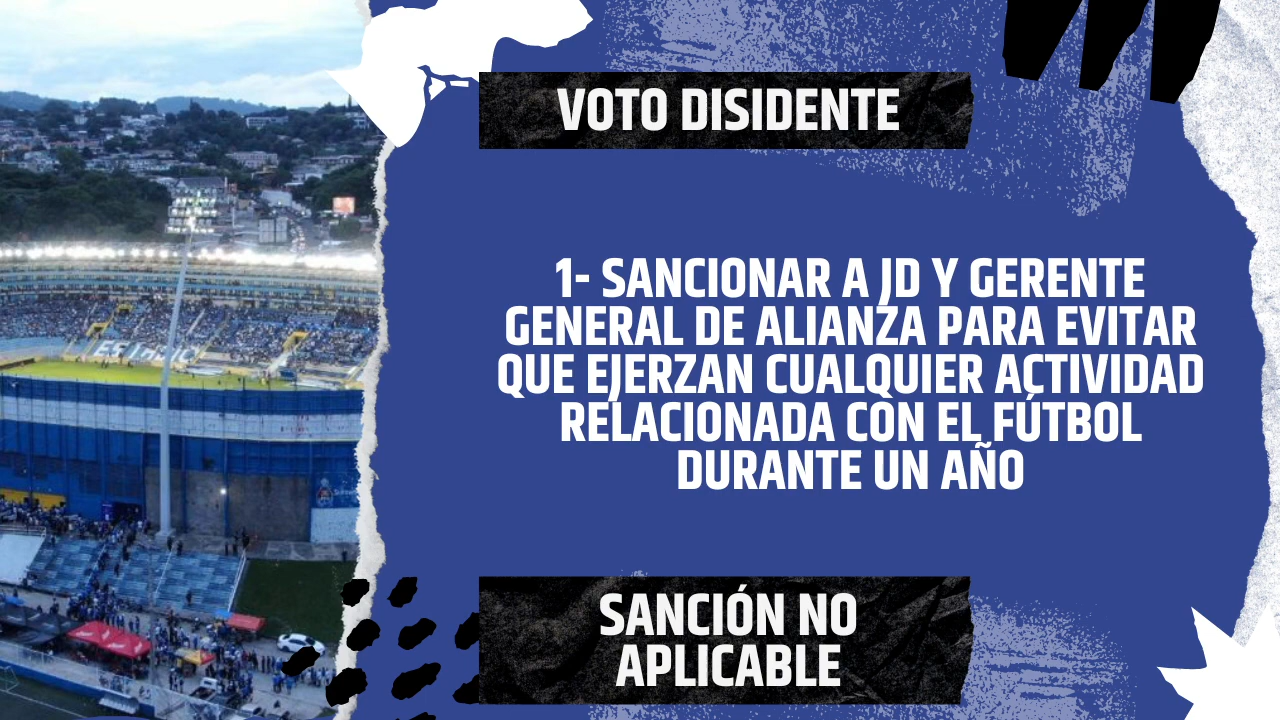 VOTO DISIDENTE
1- SANCIONAR A JD Y GERENTE
GENERAL DE ALIANZA PARA EVITAR
QUE EJERZAN CUALQUIER ACTIVIDAD
RELACIONADA CON EL FÚTBOL
DURANTE UN AÑO
SANCIÓN NO
APLICABLE